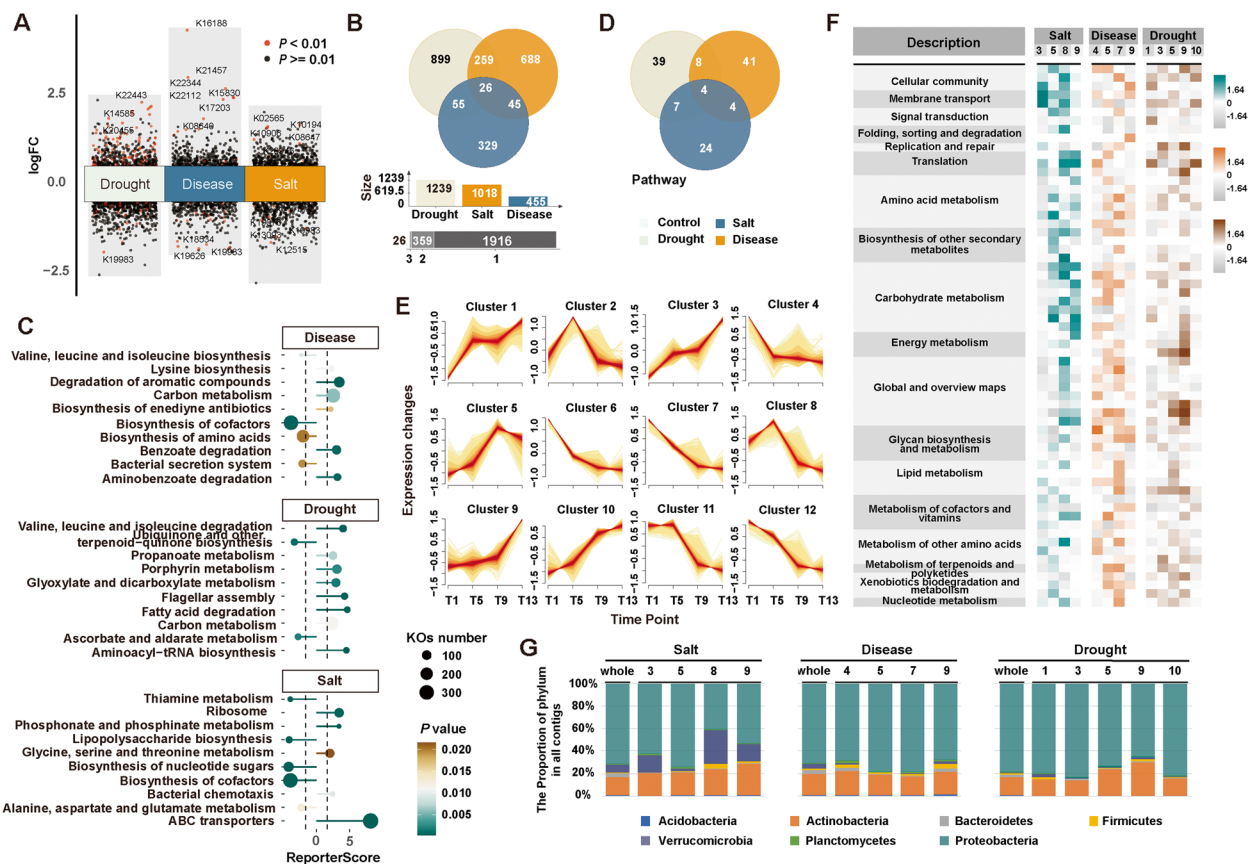 A
K16188
P < 0.01
P >= 0.01
K21457
K22344
K22112
K15830
K22443
K17203
K14585
K20455
K08540
K02565
K10908
K10194
K08647
logFC
2.5
0.0
−2.5
Drought
Disease
Salt
K18534
K19626
K19983
K12515
K19983
B
899
259
688
26
55
45
329
Size
1239
619.5
0
1239
1018
455
Drought
Salt
Disease
26
359
1916
3
2
1
D
39
8
41
4
7
4
24
Pathway
Control
Salt
Drought
Disease
C
Disease
Valine, leucine and isoleucine biosynthesis
Lysine biosynthesis
Degradation of aromatic compounds
Carbon metabolism
Biosynthesis of enediyne antibiotics
Biosynthesis of cofactors
Biosynthesis of amino acids
Benzoate degradation
Bacterial secretion system
Aminobenzoate degradation
Drought
Valine, leucine and isoleucine degradation
Ubiquinone and other
terpenoid−quinone biosynthesis
Propanoate metabolism
Porphyrin metabolism
Glyoxylate and dicarboxylate metabolism
Flagellar assembly
Fatty acid degradation
Carbon metabolism
Ascorbate and aldarate metabolism
Aminoacyl−tRNA biosynthesis
Salt
Thiamine metabolism
Ribosome
Phosphonate and phosphinate metabolism
Lipopolysaccharide biosynthesis
Glycine, serine and threonine metabolism
Biosynthesis of nucleotide sugars
Biosynthesis of cofactors
Bacterial chemotaxis
Alanine, aspartate and glutamate metabolism
ABC transporters
0
5
ReporterScore
KOs number
100
200
300
P value
0.020
0.015
0.010
0.005
E
Expression changes
Cluster 1
Cluster 2
Cluster 3
Cluster 4
Cluster 5
Cluster 6
Cluster 7
Cluster 8
Cluster 9
Cluster 10
Cluster 11
Cluster 12
T1 T5 T9 T13
T1 T5 T9 T13
T1 T5 T9 T13
T1 T5 T9 T13
Time Point
F
Description
Salt
Disease
Drought
3 5 8 9
4 5 7 9
1 3 5 9 10
Cellular community
Membrane transport
Signal transduction
Folding, sorting and degradation
Replication and repair
Translation
Amino acid metabolism
Biosynthesis of other secondary
metabolites
Carbohydrate metabolism
Energy metabolism
Global and overview maps
Glycan biosynthesis
and metabolism
Lipid metabolism
Metabolism of cofactors and
vitamins
Metabolism of other amino acids
Metabolism of terpenoids and
polyketides
Xenobiotics biodegradation and
metabolism
Nucleotide metabolism
1.64
0
-1.64
1.64
0
-1.64
1.64
0
-1.64
G
The Proportion of phylum
in all contigs
Salt
Disease
Drought
whole 3 5 8 9
whole 4 5 7 9
whole 1 3 5 9 10
100%
80%
60%
40%
20%
0%
Acidobacteria
Actinobacteria
Bacteroidetes
Firmicutes
Verrucomicrobia
Planctomycetes
Proteobacteria